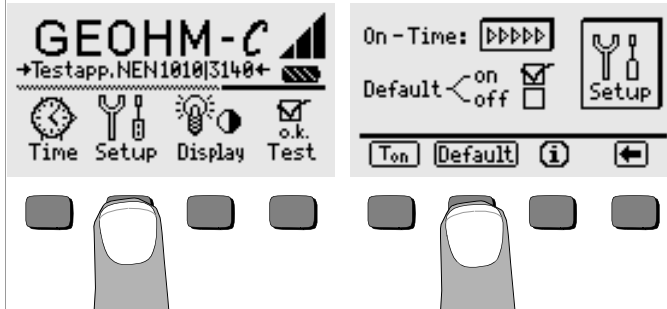 GEOHM-C
→Testapp.NEN1010|3140←
Time Setup Display o.k. Test
On-Time: ▷▷▷▷▷
Default on
off
Setup
Ton Default i